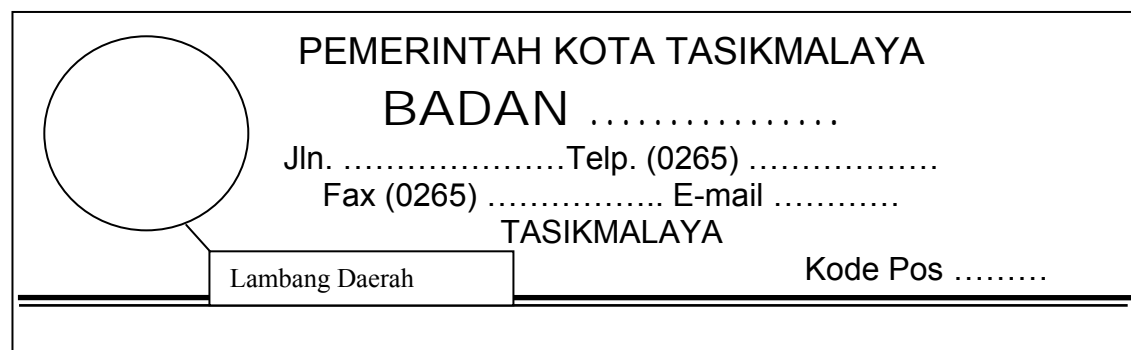 PEMERINTAH KOTA TASIKMALAYA
BADAN ................
Jln. .....................Telp. (0265) ..................
Fax (0265) ................. E-mail ............
TASIKMALAYA
Kode Pos .........
Lambang Daerah